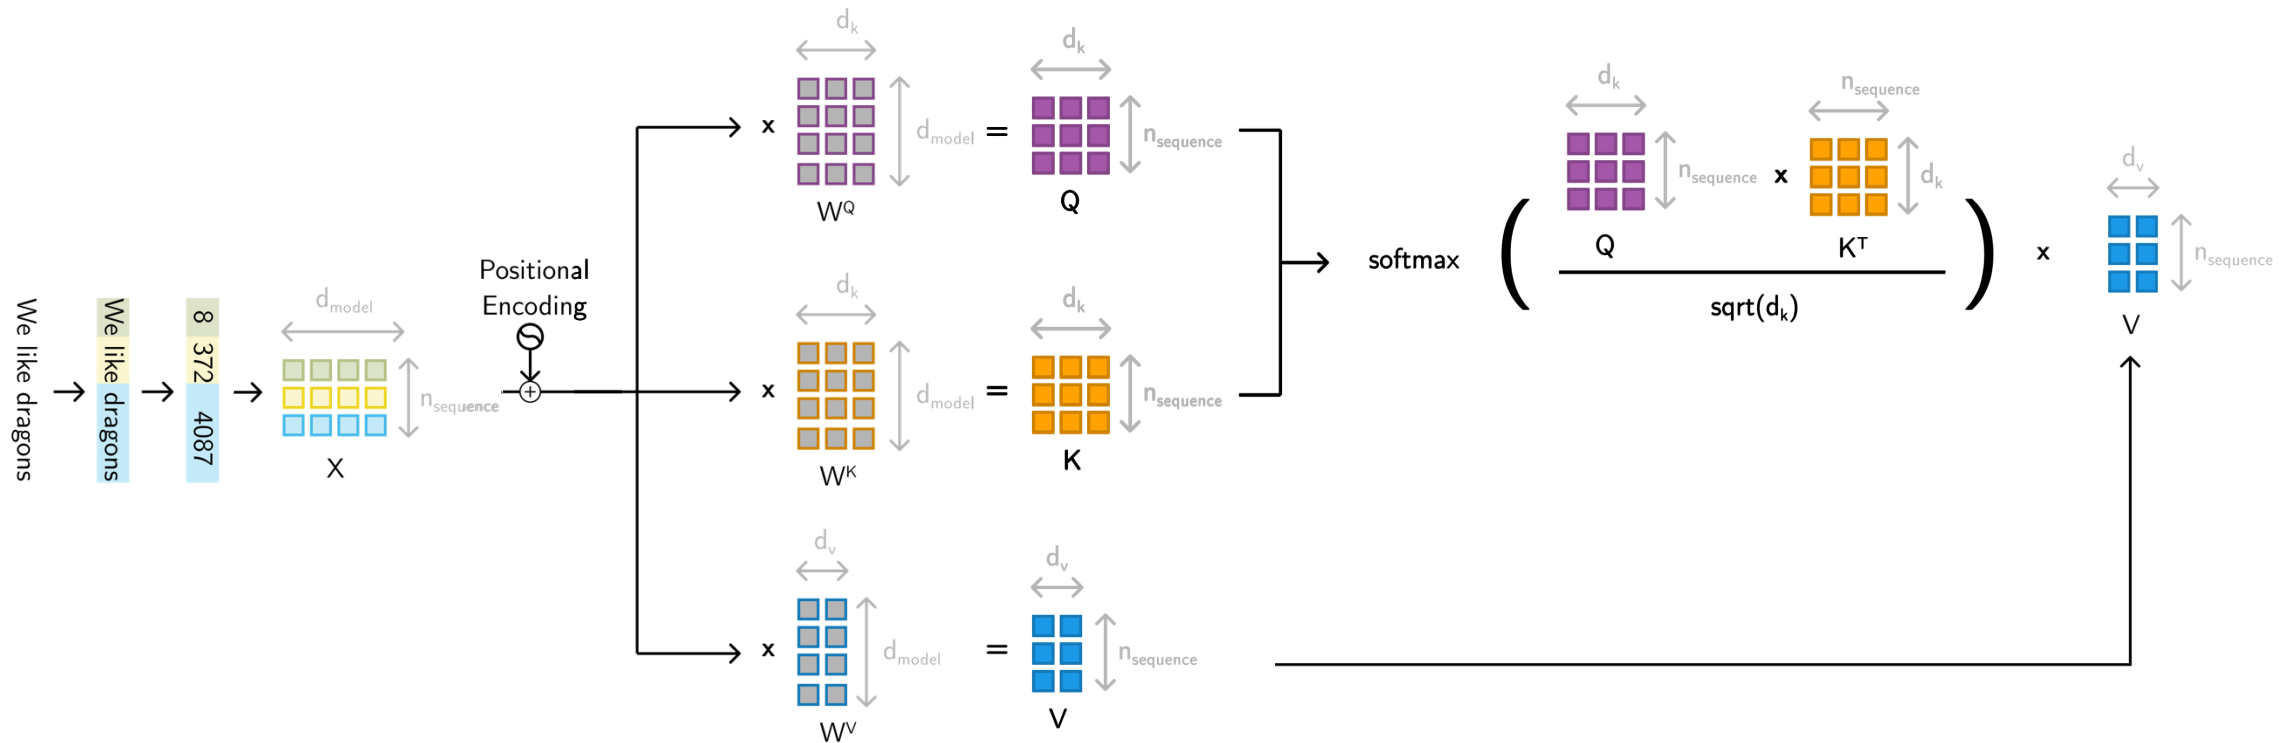 We like dragons
We like dragons
8 372 4087
d_model
n_sequence
X
Positional
Encoding
x
d_k
d_model
W^Q
=
d_k
n_sequence
Q
x
d_k
d_model
W^K
=
d_k
n_sequence
K
x
d_v
d_model
W^V
=
d_v
n_sequence
V
softmax
(
d_k
n_sequence
Q
x
n_sequence
d_k
K^T
sqrt(d_k)
)
x
d_v
n_sequence
V